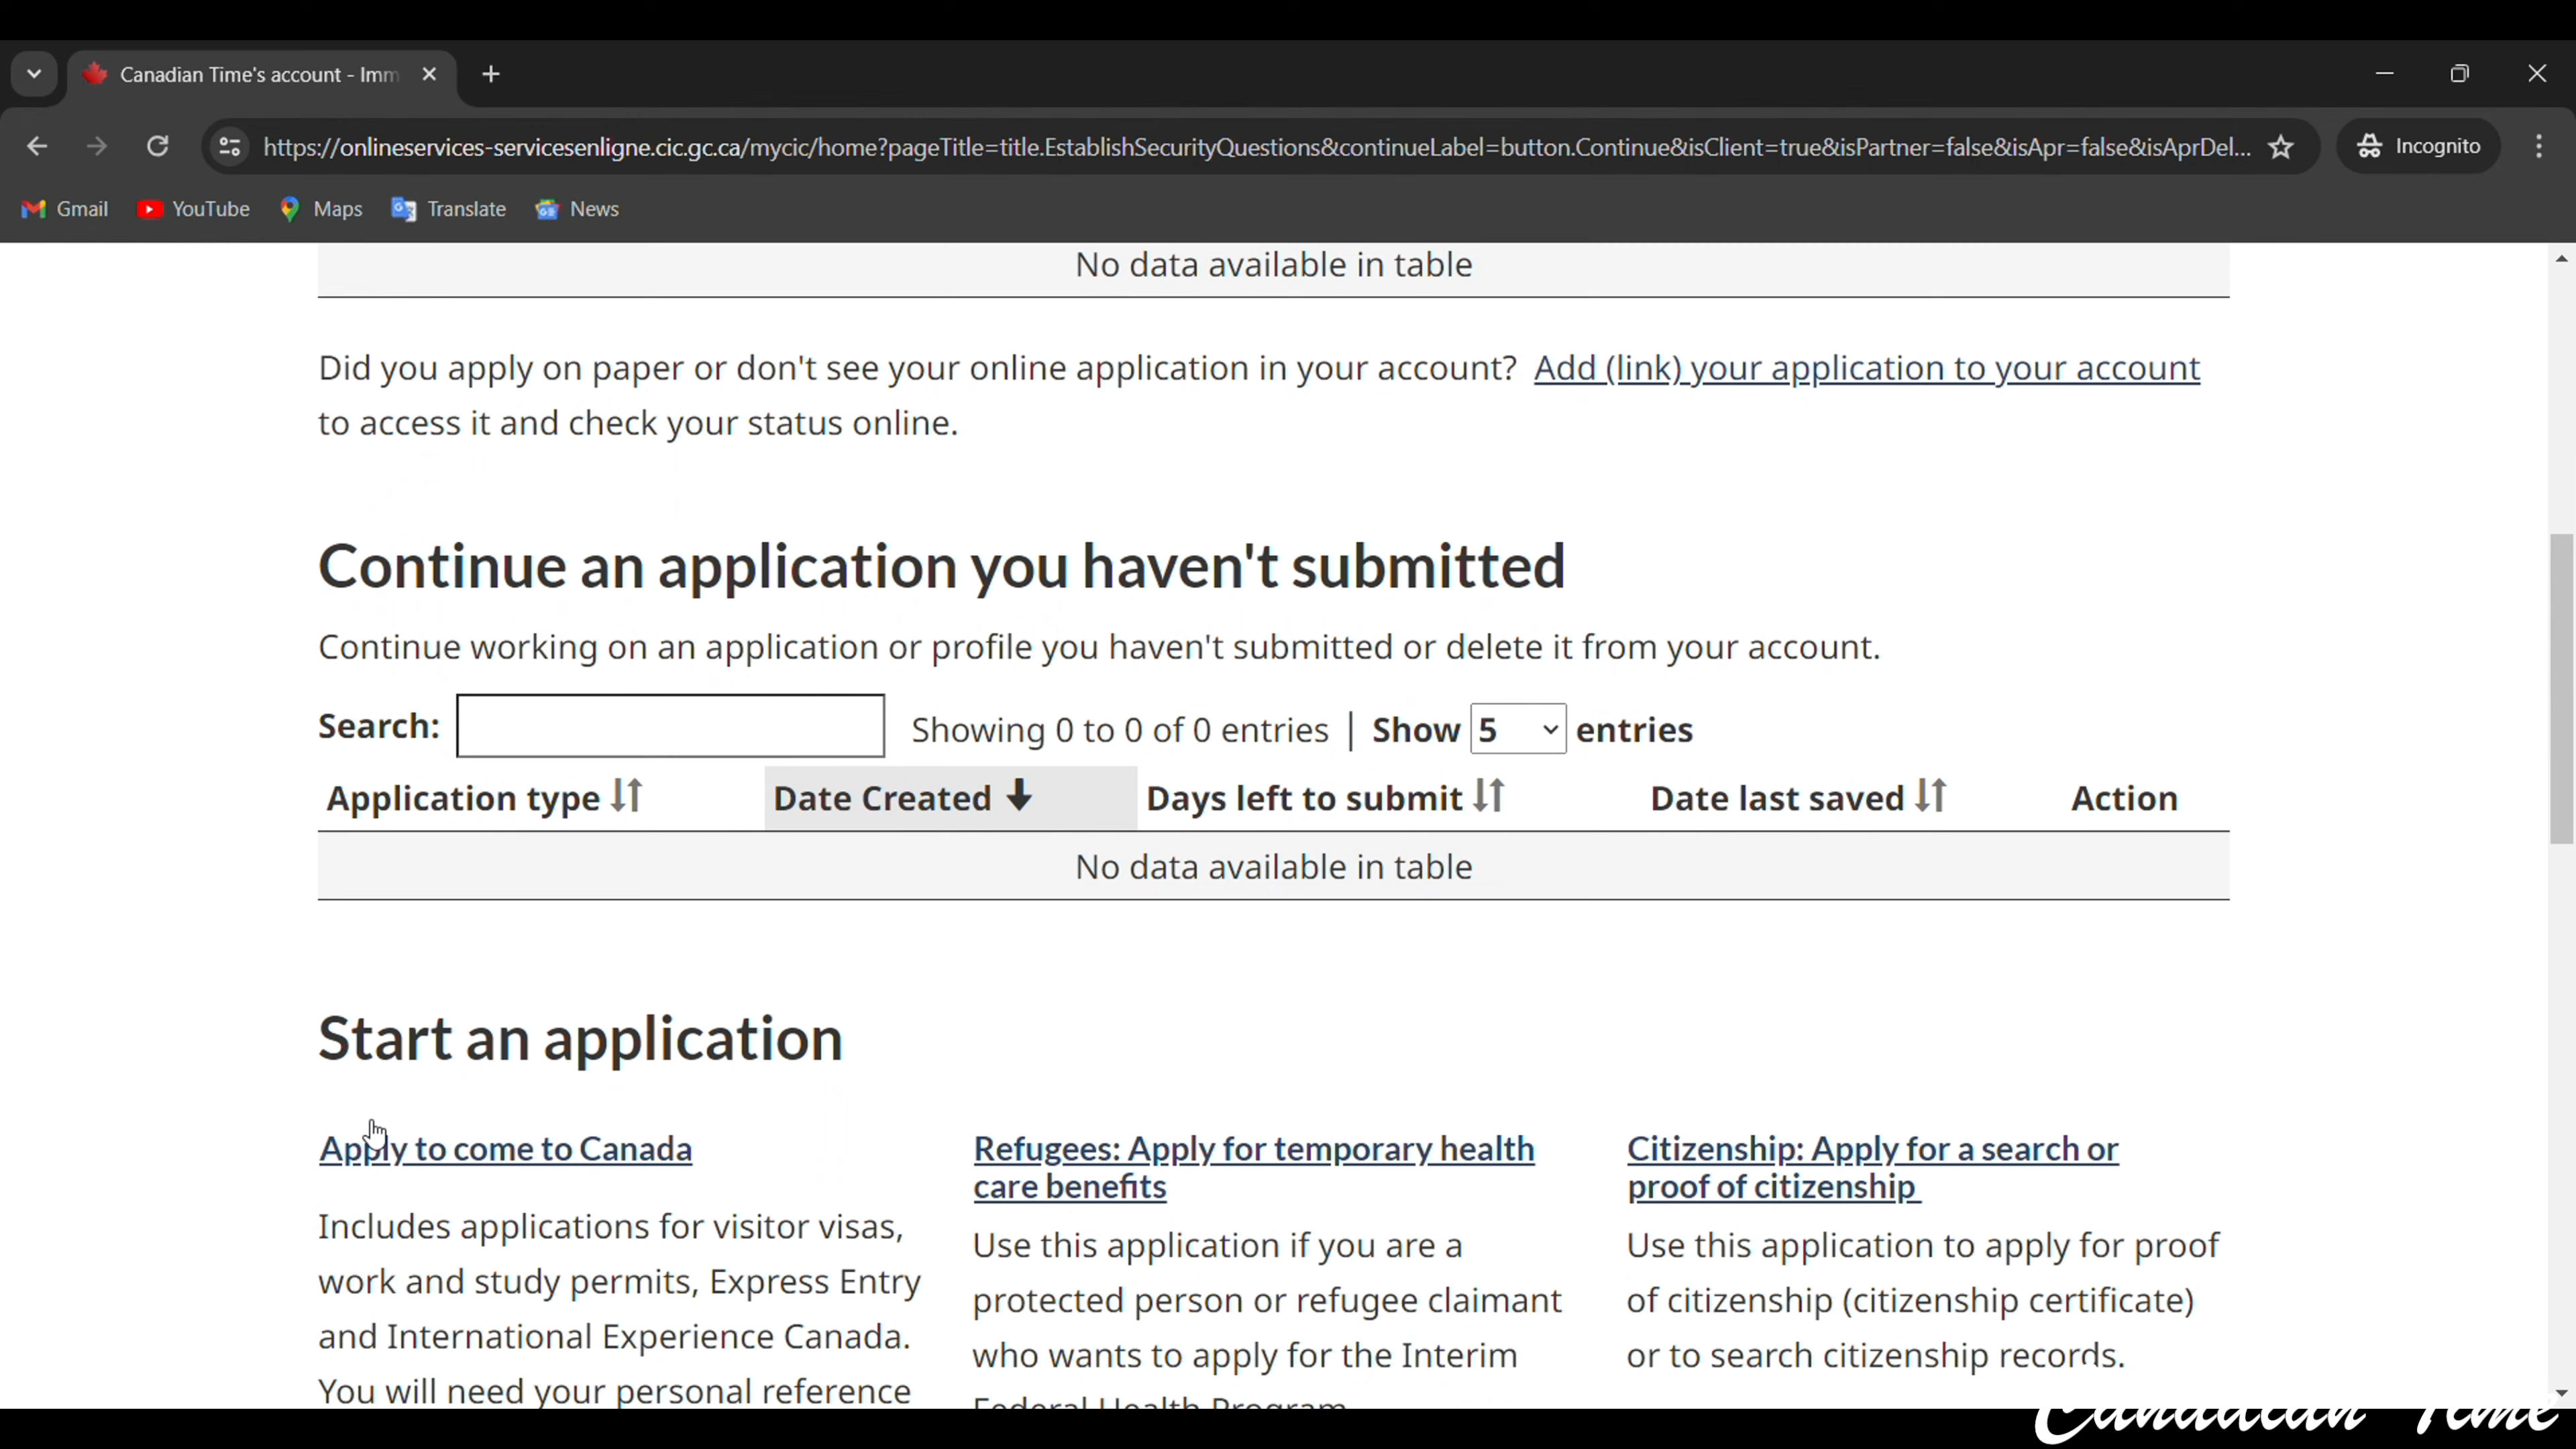 Canadian Time's account - Imm
https://onlineservices-servicesenligne.cic.gc.ca/mycic/home?pageTitle=title.EstablishSecurityQuestions&continueLabel=button.Continue&isClient=true&isPartner=false&isApr=false&isAprDel...
Incognito
Gmail YouTube Maps Translate News
No data available in table
Did you apply on paper or don't see your online application in your account? Add (link) your application to your account
to access it and check your status online.
Continue an application you haven't submitted
Continue working on an application or profile you haven't submitted or delete it from your account.
Search: Showing 0 to 0 of 0 entries | Show 5 entries
Application type Date Created Days left to submit Date last saved Action
No data available in table
Start an application
Apply to come to Canada
Includes applications for visitor visas,
work and study permits, Express Entry
and International Experience Canada.
You will need your personal reference
Refugees: Apply for temporary health
care benefits
Use this application if you are a
protected person or refugee claimant
who wants to apply for the Interim
Federal Health Program
Citizenship: Apply for a search or
proof of citizenship
Use this application to apply for proof
of citizenship (citizenship certificate)
or to search citizenship records.
Canadian Time